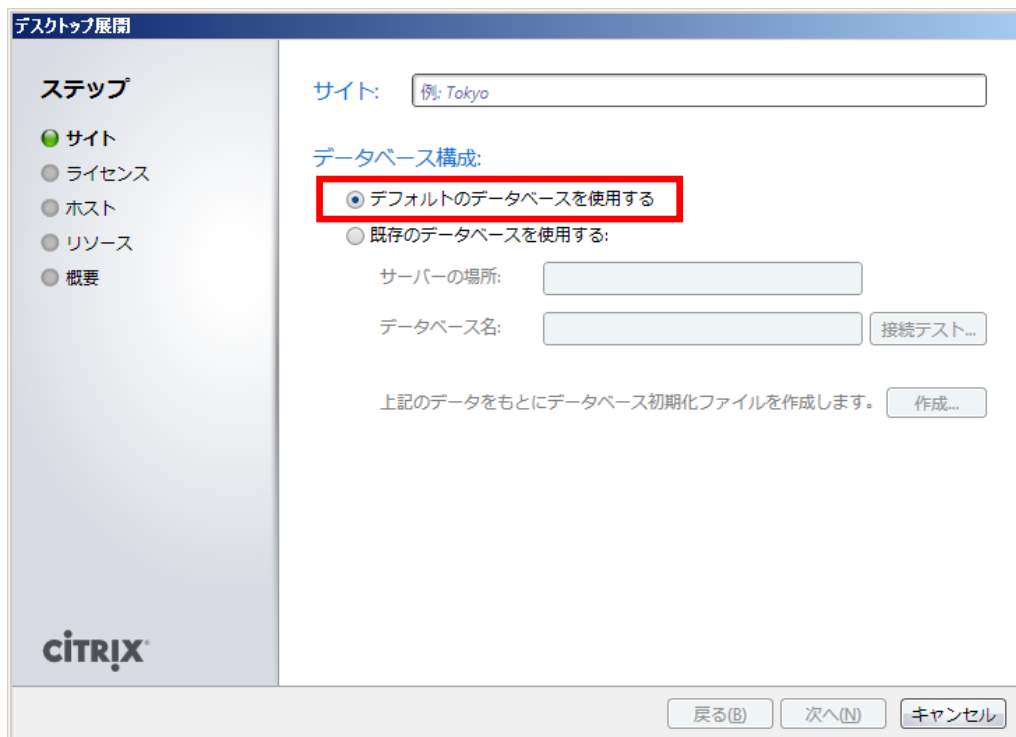 デスクトップ展開
ステップ
サイト
ライセンス
ホスト
リソース
概要
CITRIX
サイト: 例: Tokyo
データベース構成:
デフォルトのデータベースを使用する
既存のデータベースを使用する:
サーバーの場所:
データベース名: 接続テスト...
上記のデータをもとにデータベース初期化ファイルを作成します。 作成...
戻る(B) 次へ(N) キャンセル